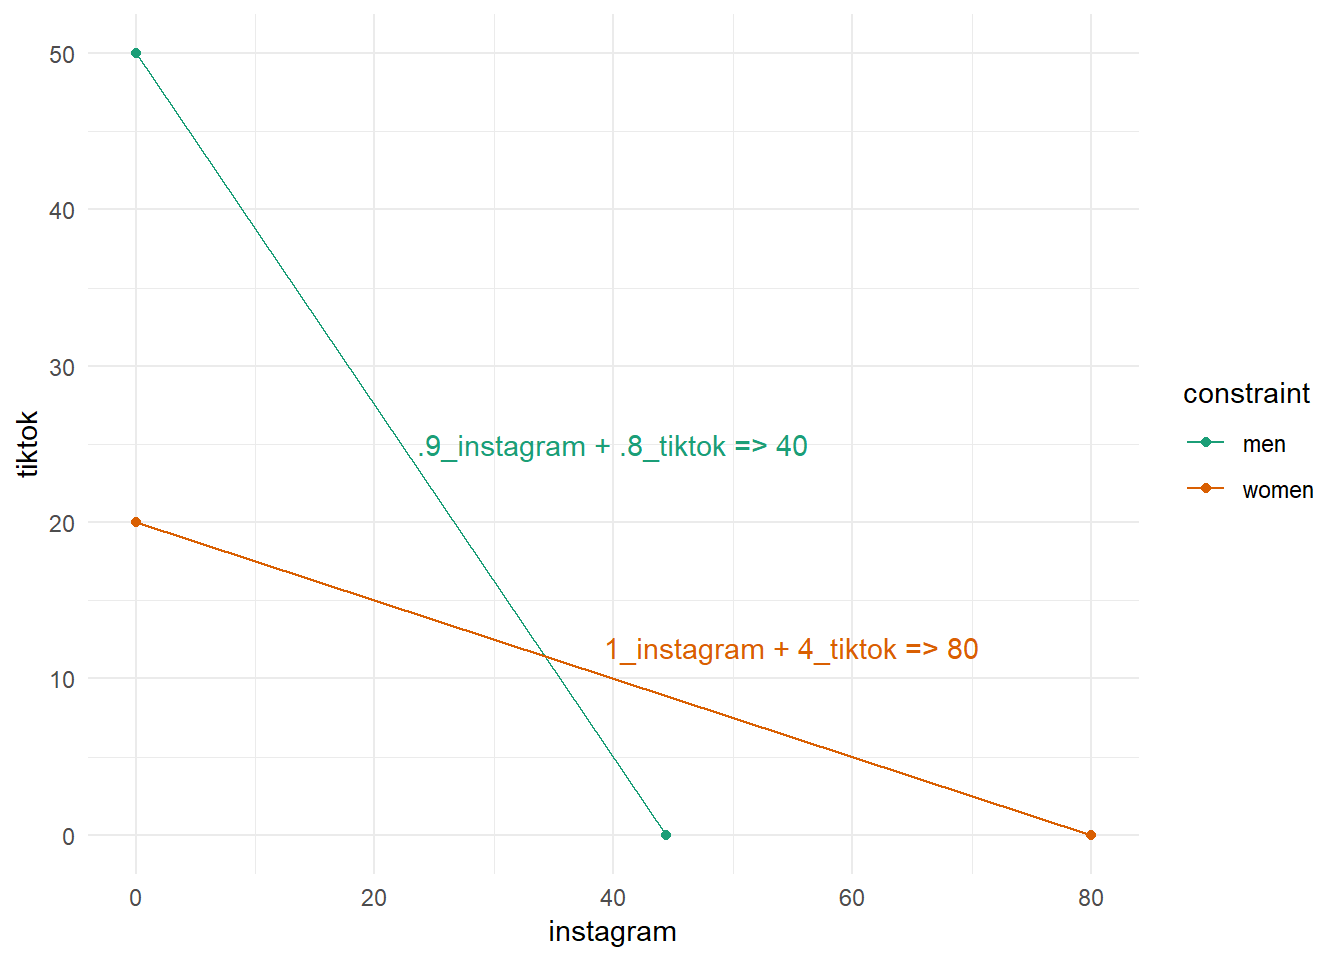 50
40
30
20
10
0
tiktok
.9_instagram + .8_tiktok => 40
1_instagram + 4_tiktok => 80
0 20 40 60 80
instagram
constraint
men
women